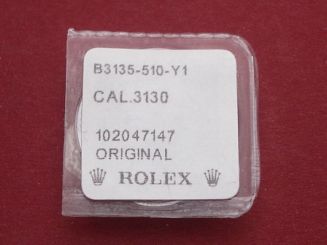 B3135-510-Y1
CAL.3130
102047147
ORIGINAL
ROLEX